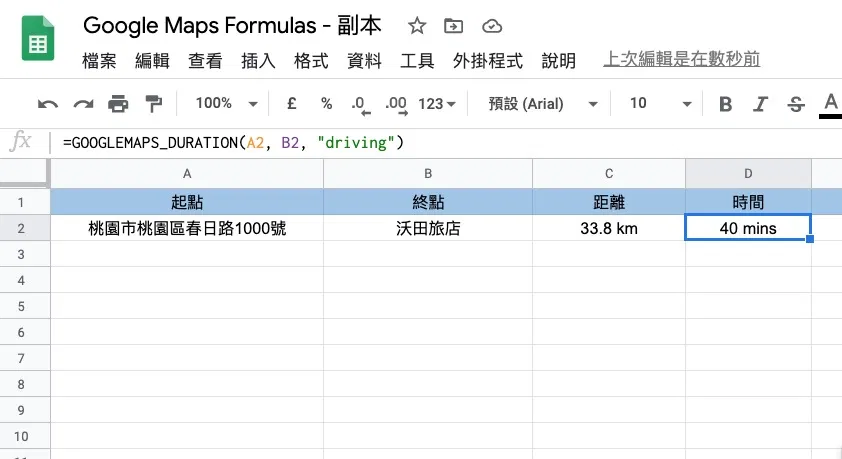 Google Maps Formulas - 副本
檔案 編輯 查看 插入 格式 資料 工具 外掛程式 說明 上次編輯是在數秒前
100% £ % .0 .00 123 預設 (Arial) 10 B I S A
fx =GOOGLEMAPS_DURATION(A2, B2, "driving")
A B C D
1 起點 終點 距離 時間
2 桃園市桃園區春日路1000號 沃田旅店 33.8 km 40 mins
3
4
5
6
7
8
9
10